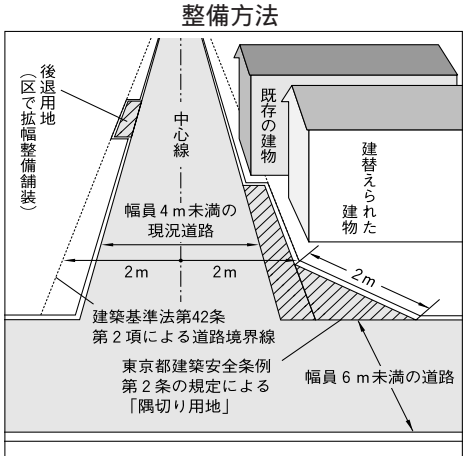 整備方法
後退用地
（区で拡幅整備舗装）
中心線
既存の建物
建替えられた
建物
幅員4m未満の
現況道路
2m
2m
2m
建築基準法第42条
第2項による道路境界線
東京都建築安全条例
第2条の規定による
「隅切り用地」
幅員6m未満の道路